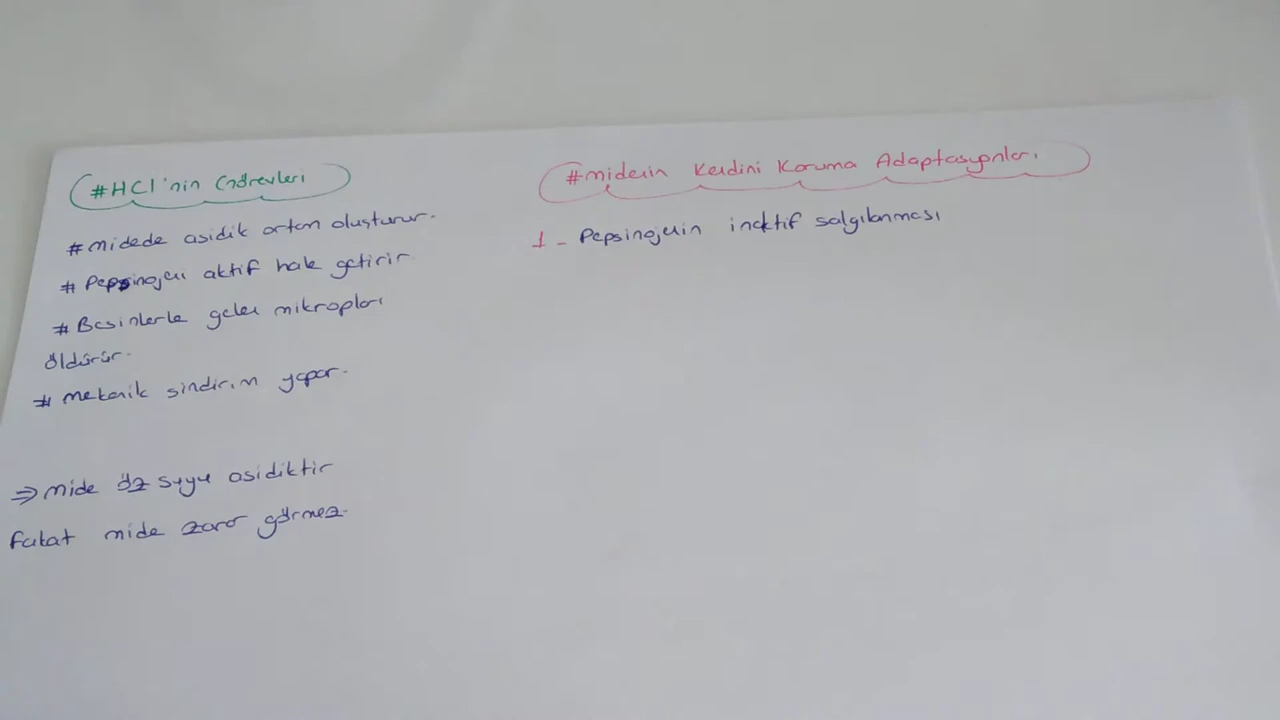 #HCl'nin Görevleri
#midede asidik ortam oluşturur.
#Pepsinojeni aktif hale getirir
#Besinlerle gelen mikropları
öldürür.
#mekanik sindirim yapar.
⇒ mide öz suyu asidiktir
fakat mide zarar görmez.
#midenin Kendini Koruma Adaptasyonları
1- Pepsinojenin inaktif salgılanması